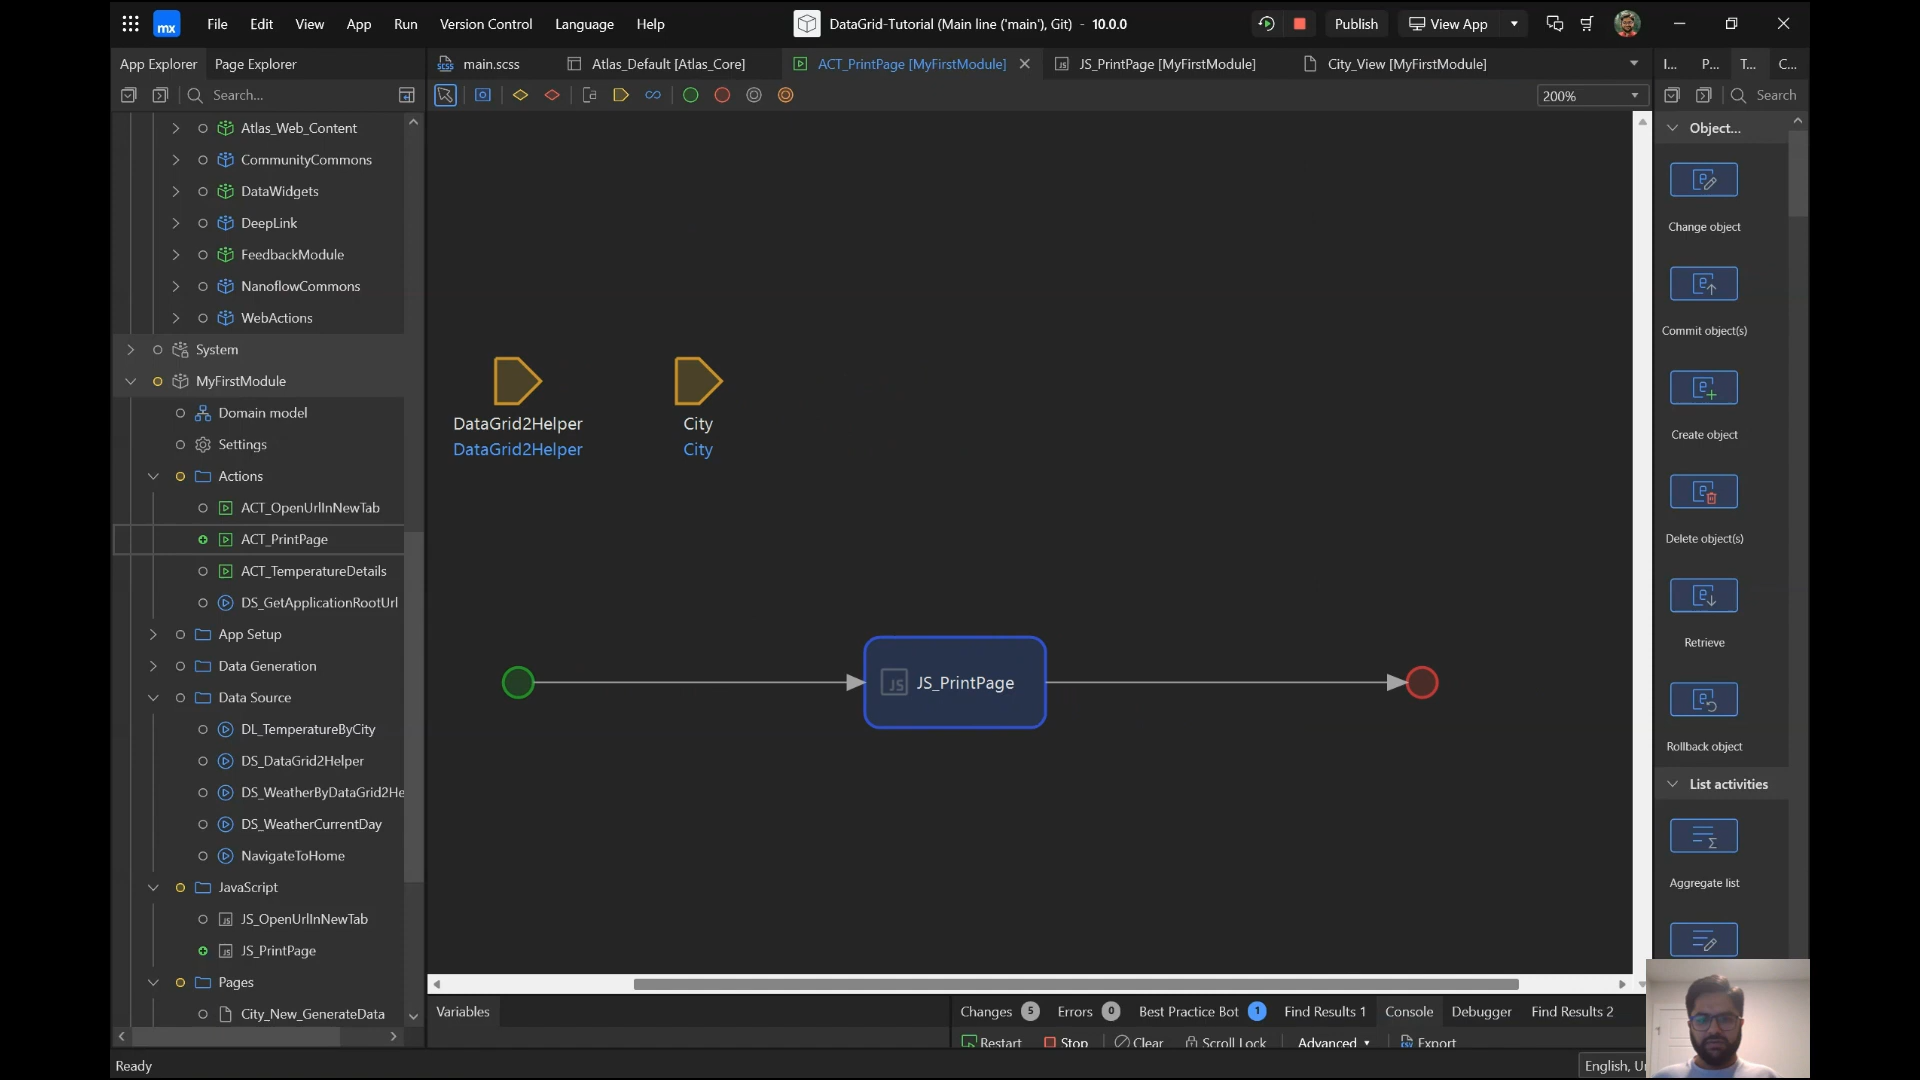 mx File Edit View App Run Version Control Language Help DataGrid-Tutorial (Main line ('main'), Git) - 10.0.0 Publish View App
App Explorer Page Explorer main.scss Atlas_Default [Atlas_Core] ACT_PrintPage [MyFirstModule] JS_PrintPage [MyFirstModule] City_View [MyFirstModule] I... P... T... C...
Search... 200% Search
Atlas_Web_Content
CommunityCommons
DataWidgets
DeepLink
FeedbackModule
NanoflowCommons
WebActions
System
MyFirstModule
Domain model
Settings
Actions
ACT_OpenUrlInNewTab
ACT_PrintPage
ACT_TemperatureDetails
DS_GetApplicationRootUrl
App Setup
Data Generation
Data Source
DL_TemperatureByCity
DS_DataGrid2Helper
DS_WeatherByDataGrid2He
DS_WeatherCurrentDay
NavigateToHome
JavaScript
JS_OpenUrlInNewTab
JS_PrintPage
Pages
City_New_GenerateData
DataGrid2Helper
DataGrid2Helper
City
City
JS JS_PrintPage
Object...
Change object
Commit object(s)
Create object
Delete object(s)
Retrieve
Rollback object
List activities
Aggregate list
Variables
Changes 5 Errors 0 Best Practice Bot 1 Find Results 1 Console Debugger Find Results 2
Restart Stop Clear Scroll Lock Advanced Export
Ready
English, U